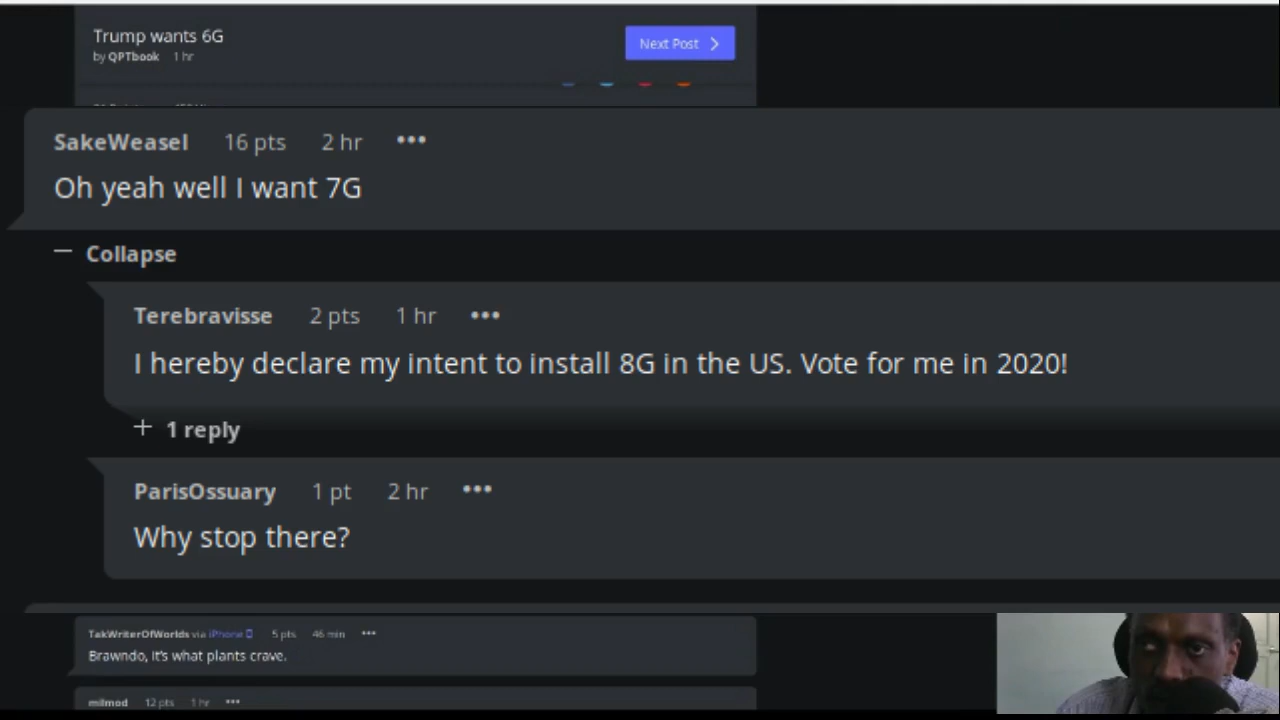 Trump wants 6G
by QPTbook 1 hr
Next Post
SakeWeasel 16 pts 2 hr •••
Oh yeah well I want 7G
— Collapse
Terebravisse 2 pts 1 hr •••
I hereby declare my intent to install 8G in the US. Vote for me in 2020!
+ 1 reply
ParisOssuary 1 pt 2 hr •••
Why stop there?
TakWriterOfWorlds via iPhone 5 pts 46 min •••
Brawndo, it's what plants crave.
milmod 12 pts 1 hr •••